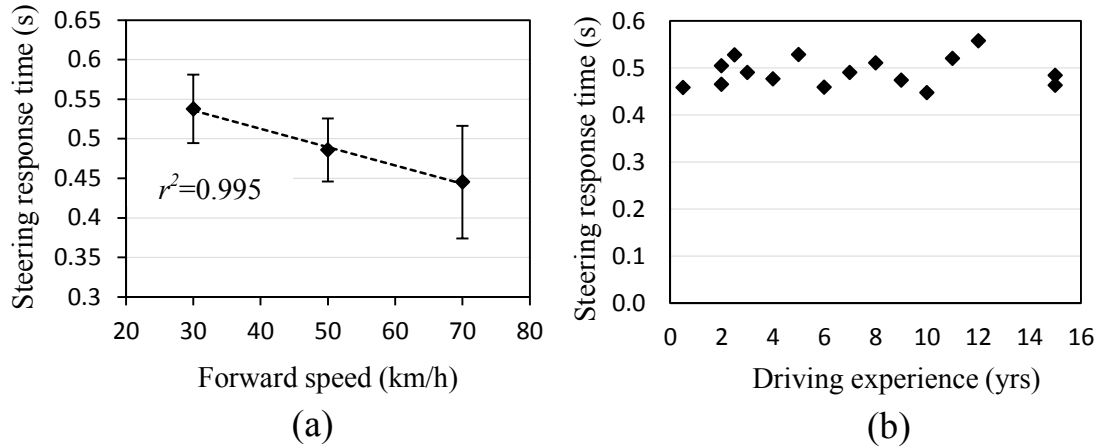 Steering response time (s)
0.65
0.6
0.55
0.5
0.45
0.4
0.35
0.3
r²=0.995
20 30 40 50 60 70 80
Forward speed (km/h)
(a)
Steering response time (s)
0.6
0.5
0.4
0.3
0.2
0.1
0.0
0 2 4 6 8 10 12 14 16
Driving experience (yrs)
(b)